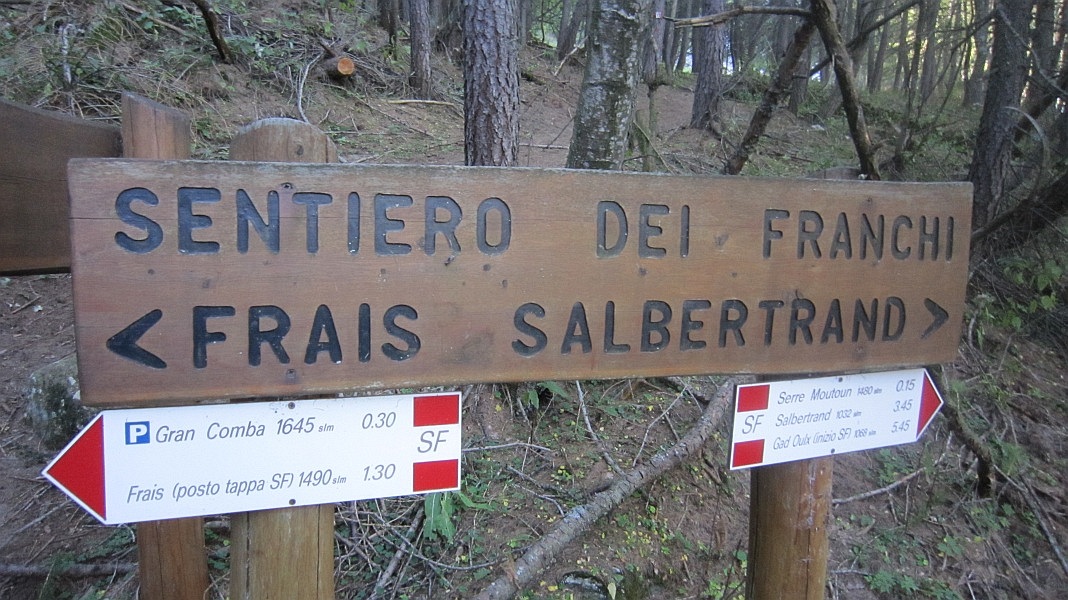 SENTIERO DEI FRANCHI
< FRAIS SALBERTRAND >
P Gran Comba 1645 slm 0.30
Frais (posto tappa SF) 1490 slm 1.30
SF
SF
Serre Moutoun 1480 slm 0.15
Salbertrand 1032 slm 3.45
Gad Oulx (inizio SF) 1068 slm 5.45